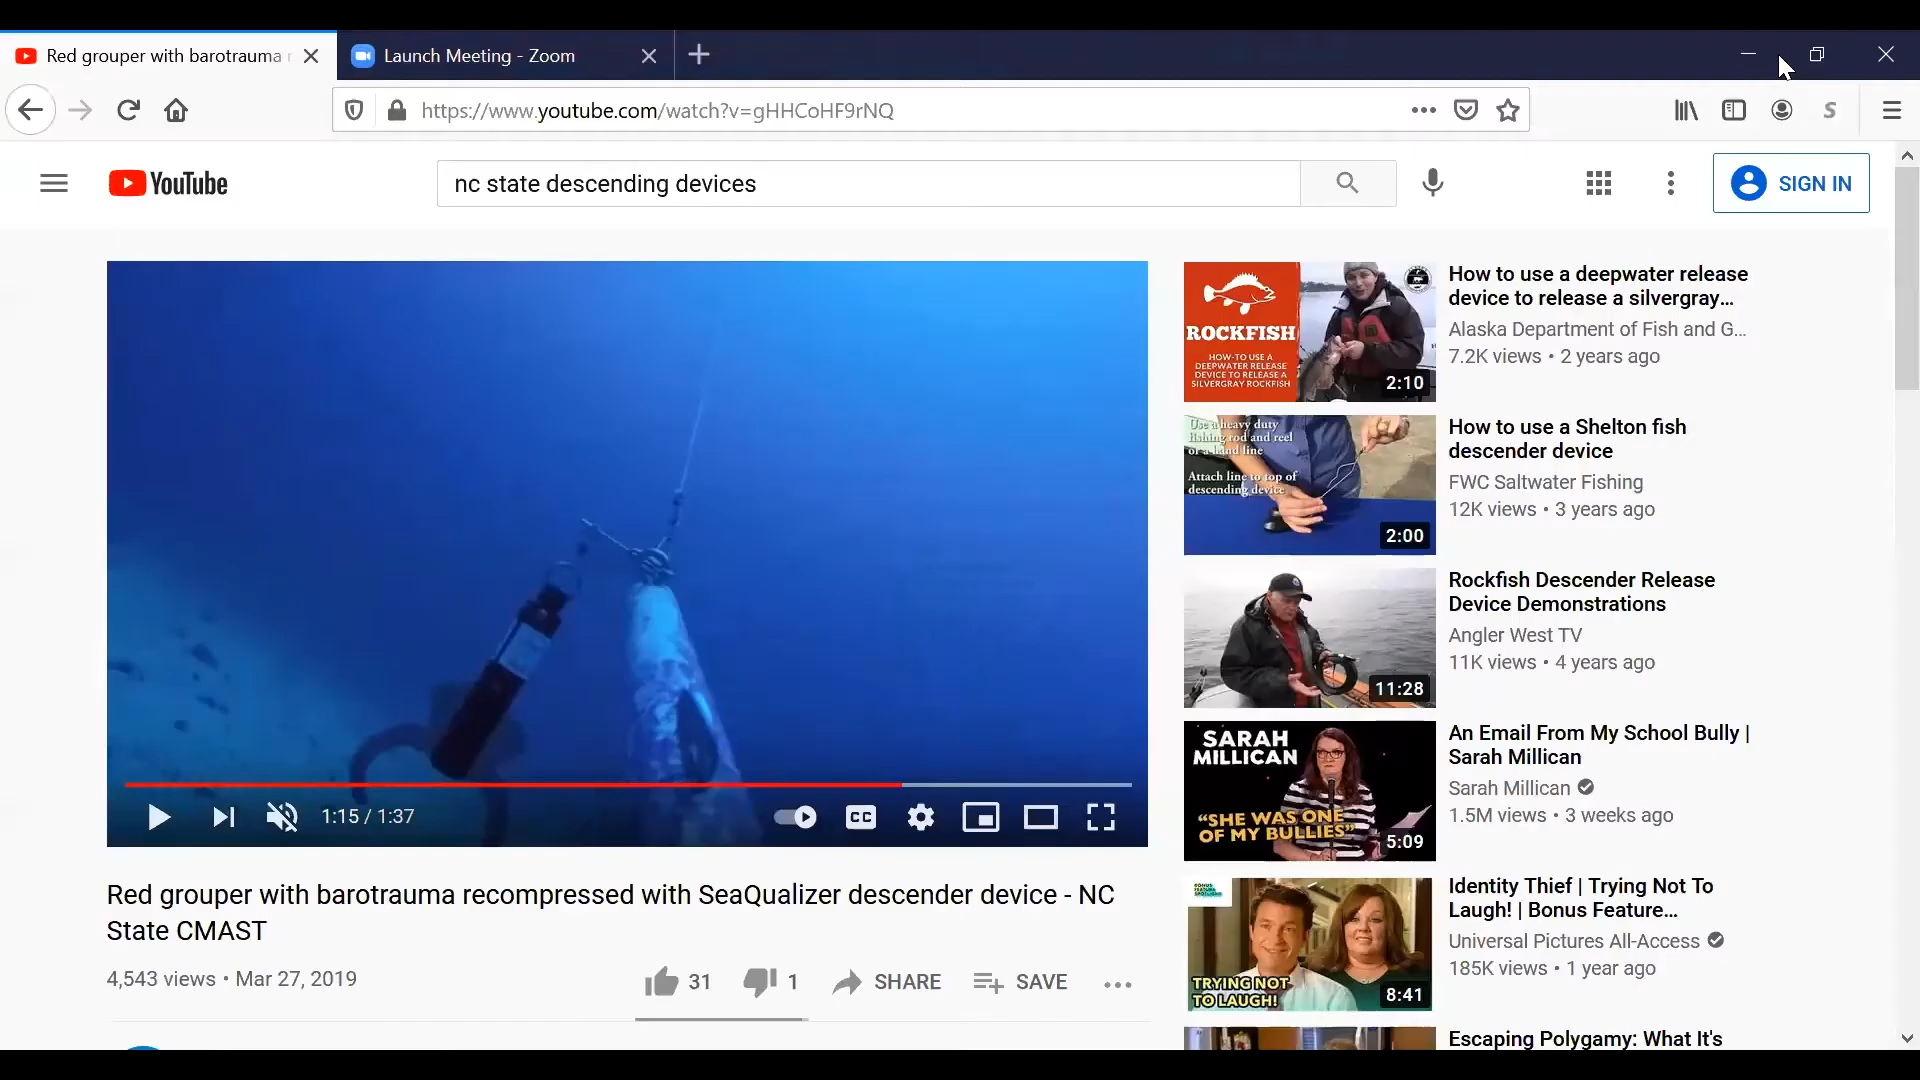 Red grouper with barotrauma
Launch Meeting - Zoom
https://www.youtube.com/watch?v=gHHCoHF9rNQ
S
YouTube
nc state descending devices
SIGN IN
1:15 / 1:37
CC
Red grouper with barotrauma recompressed with SeaQualizer descender device - NC
State CMAST
4,543 views • Mar 27, 2019
31
1
SHARE
SAVE
ROCKFISH
HOW-TO USE A
DEEPWATER RELEASE
DEVICE TO RELEASE A
SILVERGRAY ROCKFISH
2:10
How to use a deepwater release
device to release a silvergray...
Alaska Department of Fish and G...
7.2K views • 2 years ago
Use a heavy duty
fishing rod and reel
or a hand line
Attach line to top of
descending device
2:00
How to use a Shelton fish
descender device
FWC Saltwater Fishing
12K views • 3 years ago
11:28
Rockfish Descender Release
Device Demonstrations
Angler West TV
11K views • 4 years ago
SARAH
MILLICAN
“SHE WAS ONE
OF MY BULLIES”
5:09
An Email From My School Bully |
Sarah Millican
Sarah Millican
1.5M views • 3 weeks ago
TRYING NOT
TO LAUGH!
8:41
Identity Thief | Trying Not To
Laugh! | Bonus Feature...
Universal Pictures All-Access
185K views • 1 year ago
Escaping Polygamy: What It's